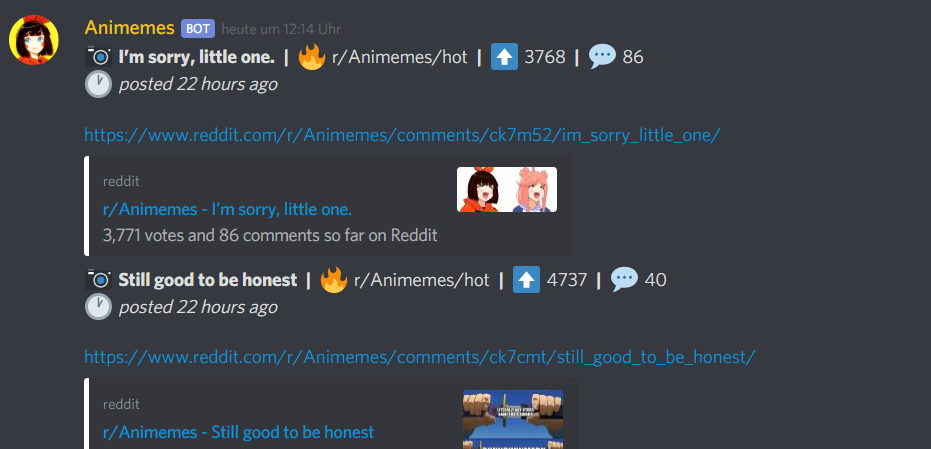 Animemes BOT heute um 12:14 Uhr
I'm sorry, little one. | r/Animemes/hot | 3768 | 86
posted 22 hours ago
https://www.reddit.com/r/Animemes/comments/ck7m52/im_sorry_little_one/
reddit
r/Animemes - I'm sorry, little one.
3,771 votes and 86 comments so far on Reddit
Still good to be honest | r/Animemes/hot | 4737 | 40
posted 22 hours ago
https://www.reddit.com/r/Animemes/comments/ck7cmt/still_good_to_be_honest/
reddit
r/Animemes - Still good to be honest